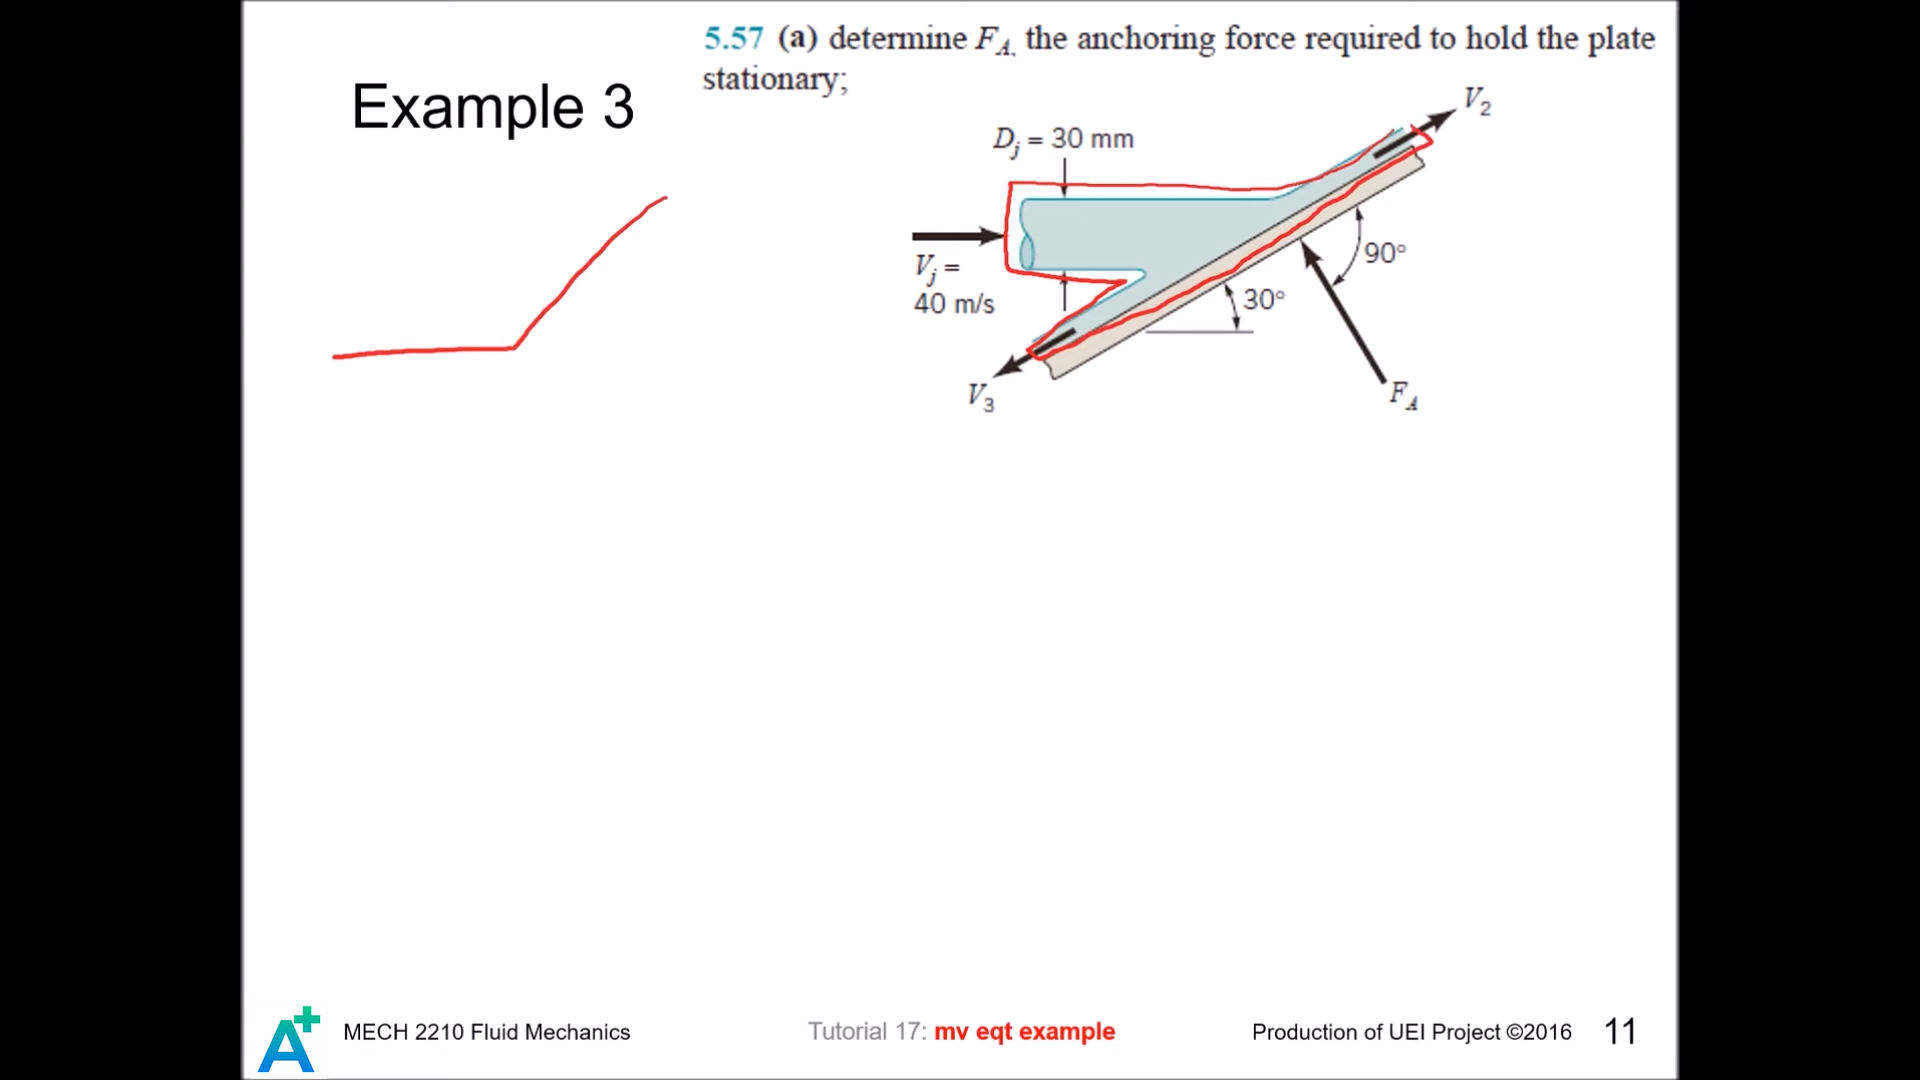 5.57 (a) determine F_A, the anchoring force required to hold the plate
stationary;
Example 3
V₂
D_j = 30 mm
V_j =
40 m/s
90°
30°
V₃
F_A
A+
MECH 2210 Fluid Mechanics
Tutorial 17: mv eqt example
Production of UEI Project ©2016
11